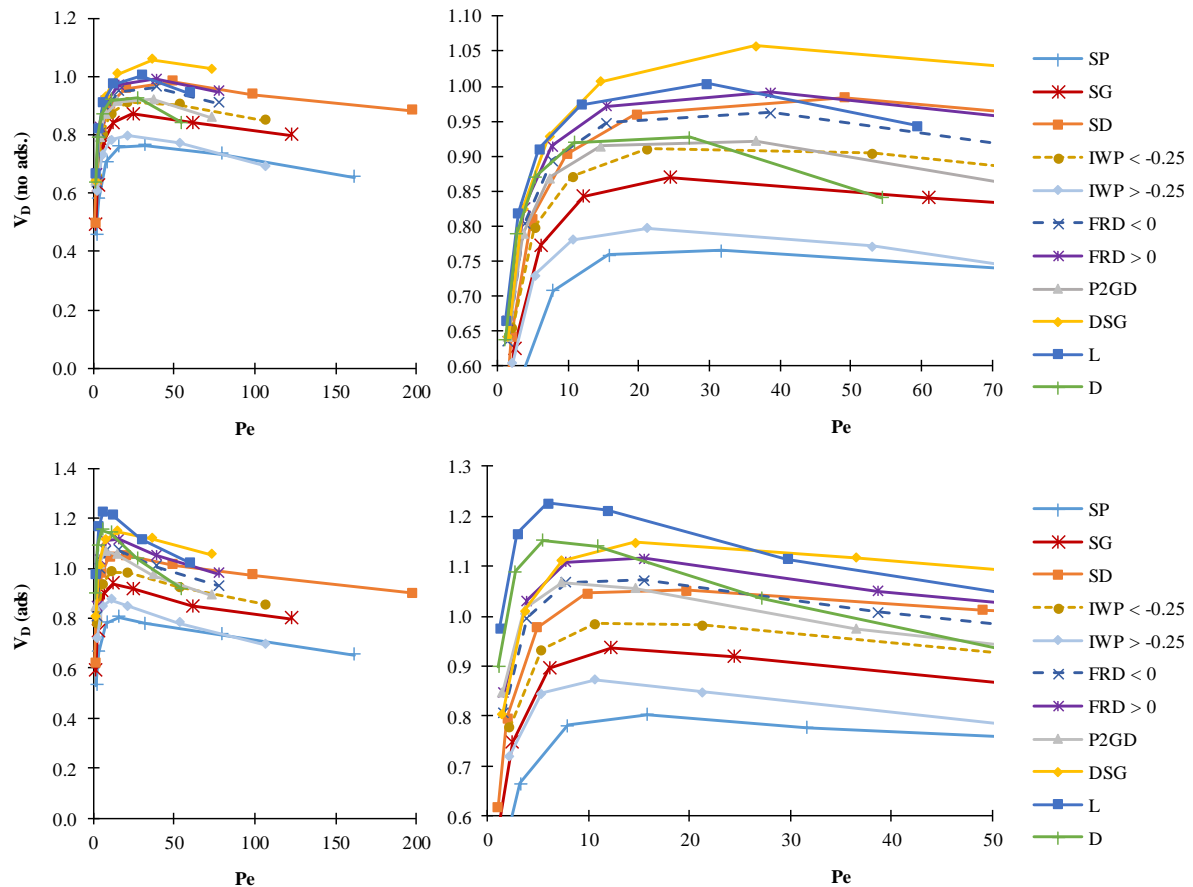 V_D (no ads.)
1.2
1.0
0.8
0.6
0.4
0.2
0.0
0 50 100 150 200
Pe
1.10
1.05
1.00
0.95
0.90
0.85
0.80
0.75
0.70
0.65
0.60
0 10 20 30 40 50 60 70
Pe
SP
SG
SD
IWP < -0.25
IWP > -0.25
FRD < 0
FRD > 0
P2GD
DSG
L
D
V_D (ads)
1.4
1.2
1.0
0.8
0.6
0.4
0.2
0.0
0 50 100 150 200
Pe
1.3
1.2
1.1
1.0
0.9
0.8
0.7
0.6
0 10 20 30 40 50
Pe
SP
SG
SD
IWP < -0.25
IWP > -0.25
FRD < 0
FRD > 0
P2GD
DSG
L
D